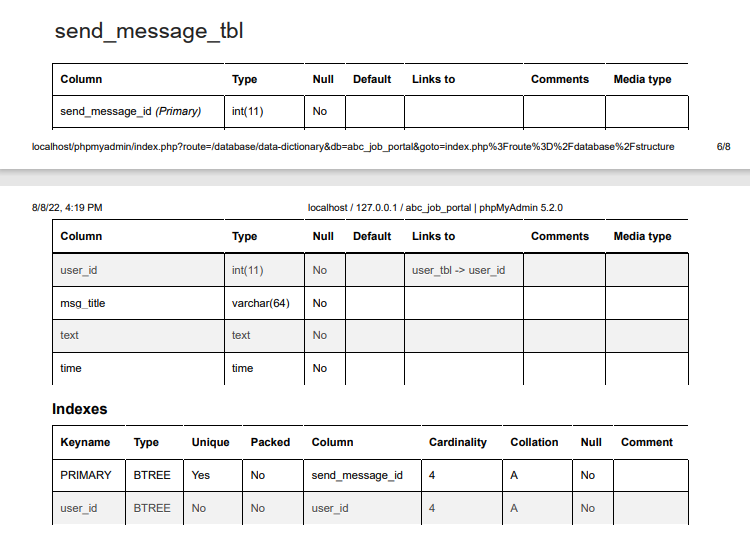 send_message_tbl
Column Type Null Default Links to Comments Media type
send_message_id (Primary) int(11) No
localhost/phpmyadmin/index.php?route=/database/data-dictionary&db=abc_job_portal&goto=index.php%3Froute%3D%2Fdatabase%2Fstructure 6/8
8/8/22, 4:19 PM localhost / 127.0.0.1 / abc_job_portal | phpMyAdmin 5.2.0
Column Type Null Default Links to Comments Media type
user_id int(11) No user_tbl -> user_id
msg_title varchar(64) No
text text No
time time No
Indexes
Keyname Type Unique Packed Column Cardinality Collation Null Comment
PRIMARY BTREE Yes No send_message_id 4 A No
user_id BTREE No No user_id 4 A No